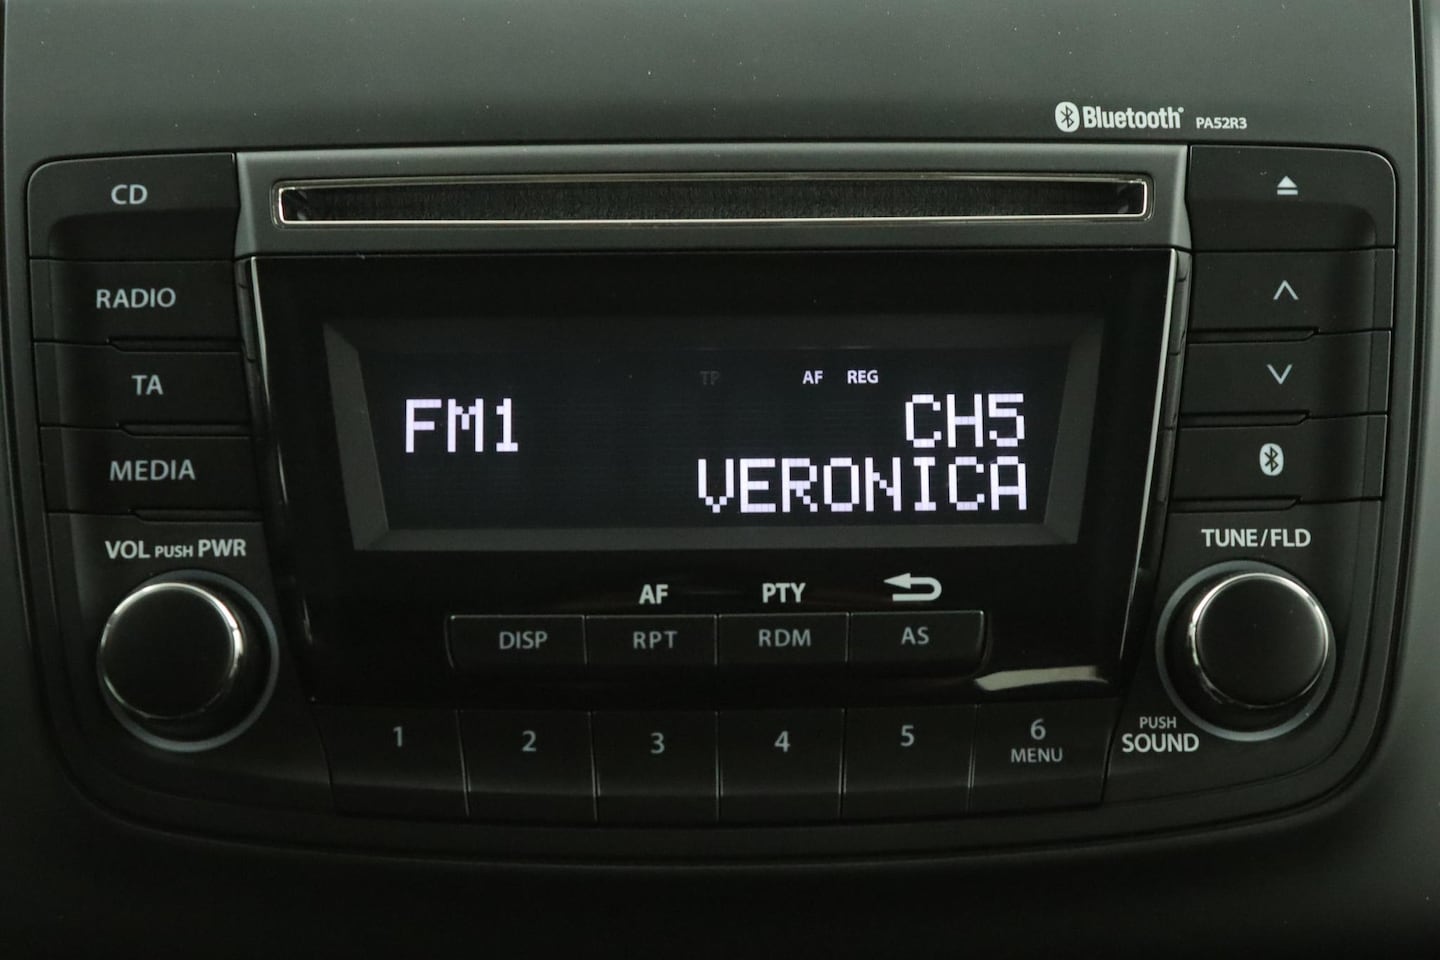 Bluetooth® PA52R3
CD
RADIO
TA
MEDIA
VOL PUSH PWR
TP AF REG
FM1 CH5
VERONICA
AF PTY
DISP RPT RDM AS
1 2 3 4 5 6
MENU
TUNE/FLD
PUSH
SOUND